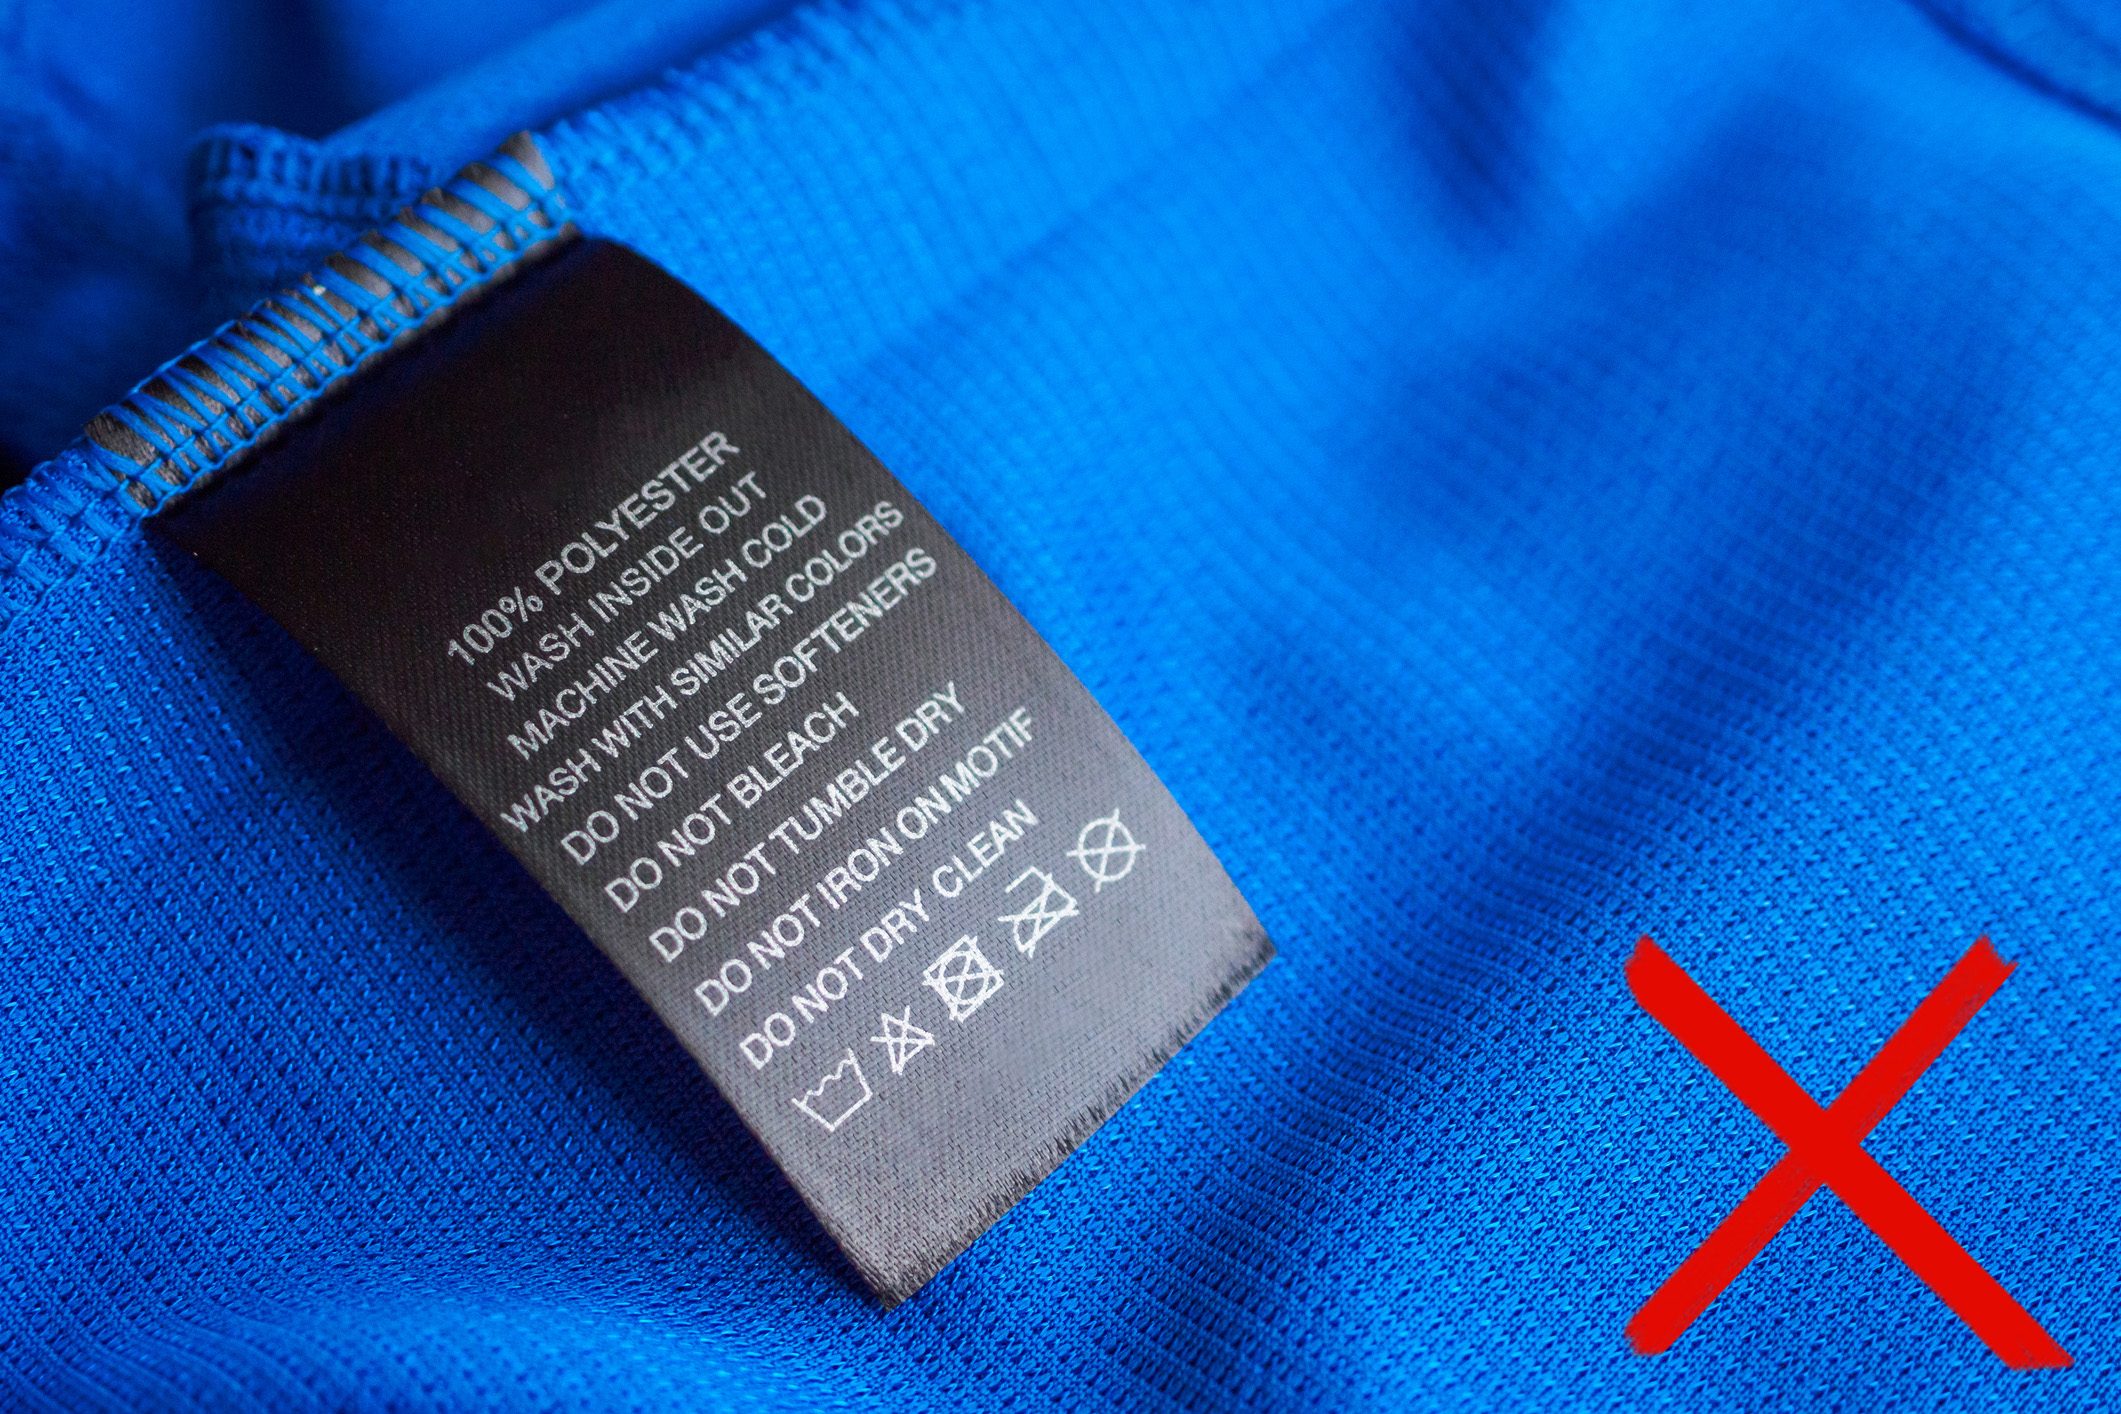 100% POLYESTER
WASH INSIDE OUT
MACHINE WASH COLD
WASH WITH SIMILAR COLORS
DO NOT USE SOFTENERS
DO NOT BLEACH
DO NOT TUMBLE DRY
DO NOT IRON ON MOTIF
DO NOT DRY CLEAN